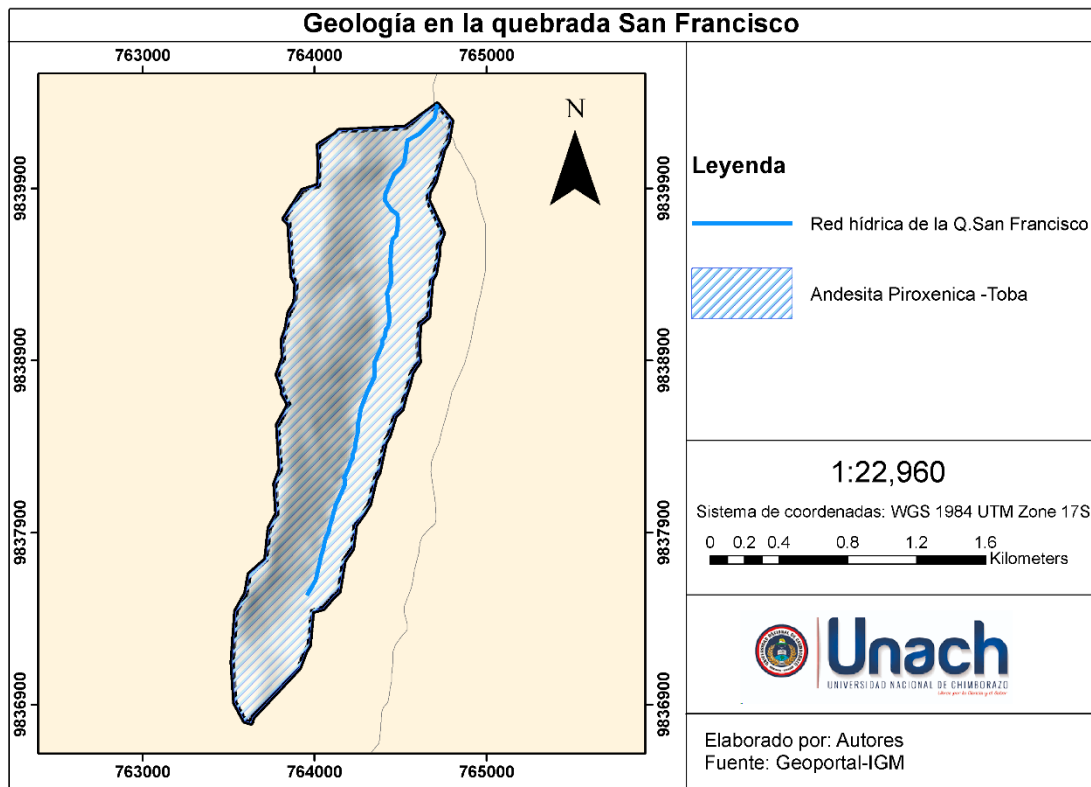 Geología en la quebrada San Francisco
763000 764000 765000
9839900 9839900
9838900 9838900
9837900 9837900
9836900 9836900
763000 764000 765000
N
Leyenda
Red hídrica de la Q.San Francisco
Andesita Piroxenica -Toba
1:22,960
Sistema de coordenadas: WGS 1984 UTM Zone 17S
0 0.2 0.4 0.8 1.2 1.6
Kilometers
Unach
UNIVERSIDAD NACIONAL DE CHIMBORAZO
Elaborado por: Autores
Fuente: Geoportal-IGM